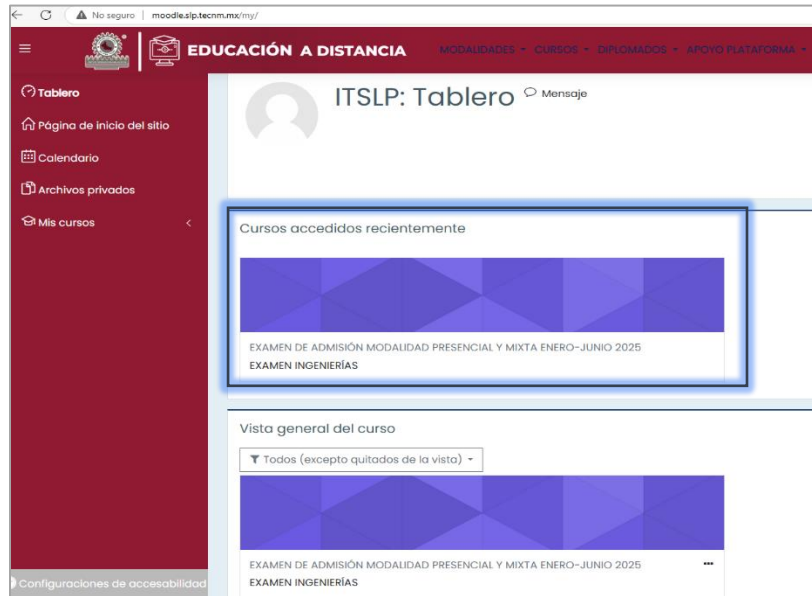 No seguro | moodle.slp.tecnm.mx/my/
EDUCACIÓN A DISTANCIA MODALIDADES CURSOS DIPLOMADOS APOYO PLATAFORMA
Tablero
Página de inicio del sitio
Calendario
Archivos privados
Mis cursos
ITSLP: Tablero Mensaje
Cursos accedidos recientemente
EXAMEN DE ADMISIÓN MODALIDAD PRESENCIAL Y MIXTA ENERO-JUNIO 2025
EXAMEN INGENIERÍAS
Vista general del curso
Todos (excepto quitados de la vista)
EXAMEN DE ADMISIÓN MODALIDAD PRESENCIAL Y MIXTA ENERO-JUNIO 2025 ...
EXAMEN INGENIERÍAS
Configuraciones de accesabilidad